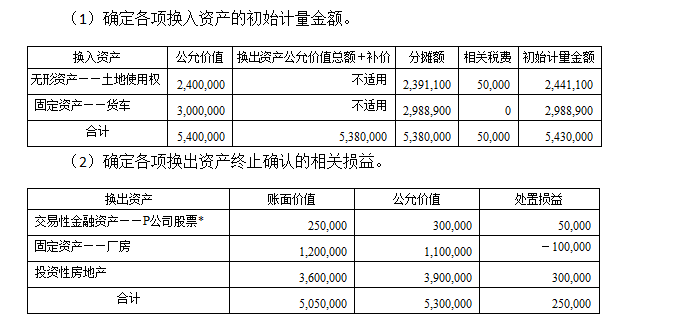 （1）确定各项换入资产的初始计量金额。
换入资产 公允价值 换出资产公允价值总额+补价 分摊额 相关税费 初始计量金额
无形资产——土地使用权 2,400,000 不适用 2,391,100 50,000 2,441,100
固定资产——货车 3,000,000 不适用 2,988,900 0 2,988,900
合计 5,400,000 5,380,000 5,380,000 50,000 5,430,000
（2）确定各项换出资产终止确认的相关损益。
换出资产 账面价值 公允价值 处置损益
交易性金融资产——P公司股票* 250,000 300,000 50,000
固定资产——厂房 1,200,000 1,100,000 －100,000
投资性房地产 3,600,000 3,900,000 300,000
合计 5,050,000 5,300,000 250,000